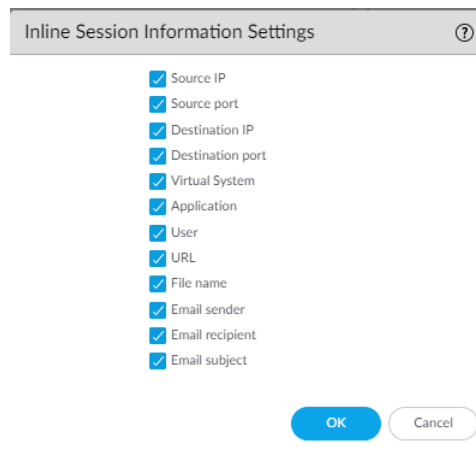 Inline Session Information Settings
Source IP
Source port
Destination IP
Destination port
Virtual System
Application
User
URL
File name
Email sender
Email recipient
Email subject
OK Cancel